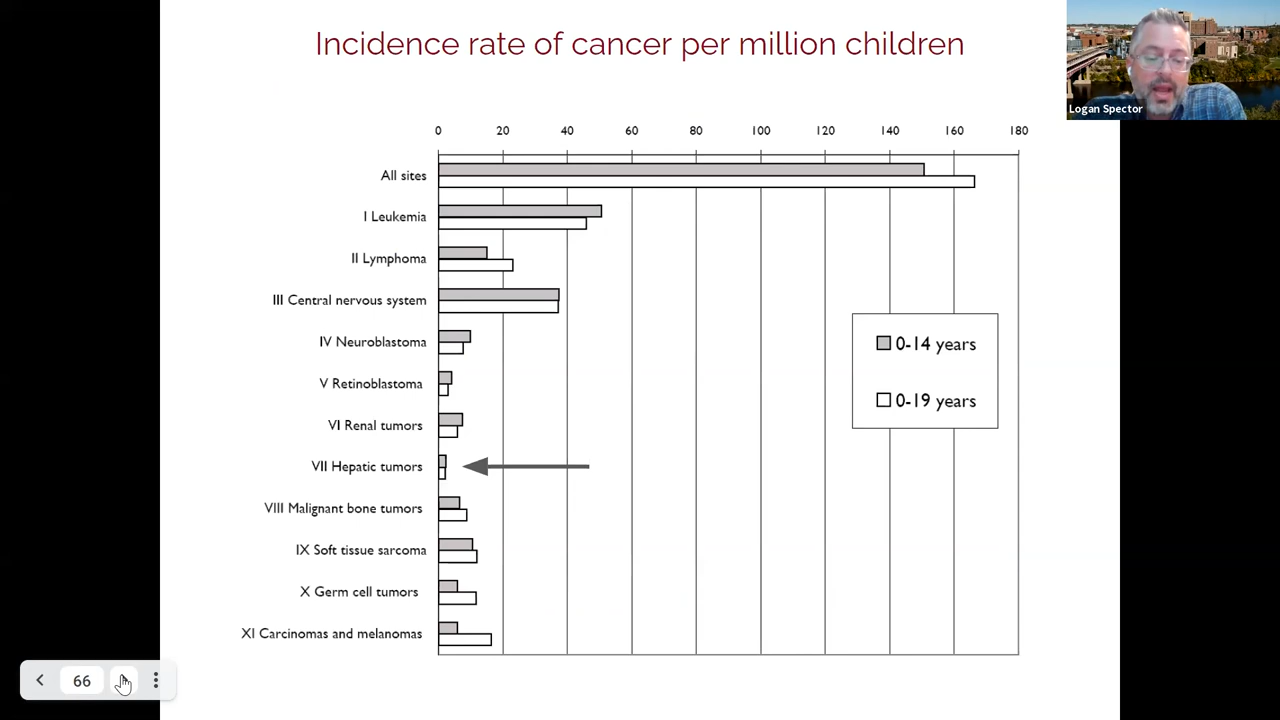 Incidence rate of cancer per million children
Logan Spector
0 20 40 60 80 100 120 140 160 180
All sites
I Leukemia
II Lymphoma
III Central nervous system
IV Neuroblastoma
V Retinoblastoma
VI Renal tumors
VII Hepatic tumors
VIII Malignant bone tumors
IX Soft tissue sarcoma
X Germ cell tumors
XI Carcinomas and melanomas
0-14 years
0-19 years
66